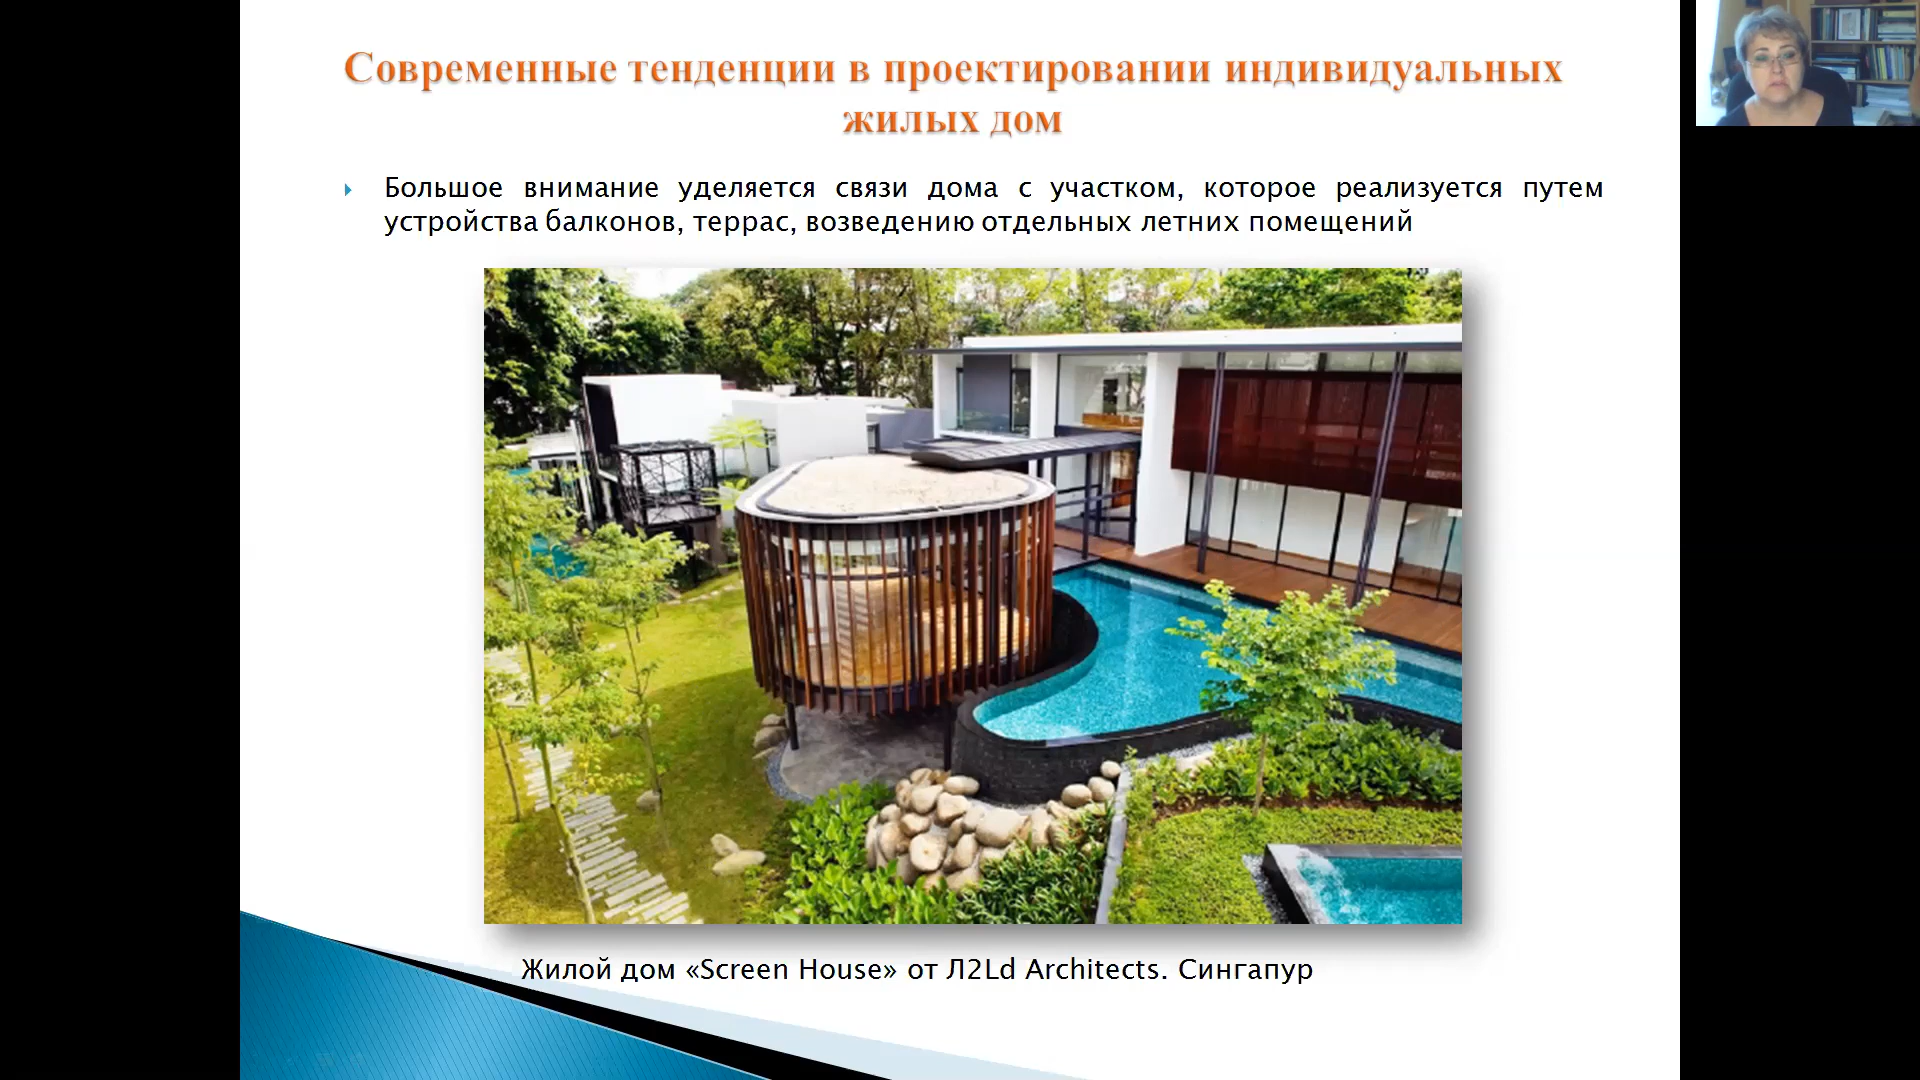 Современные тенденции в проектировании индивидуальных
жилых дом
Большое внимание уделяется связи дома с участком, которое реализуется путем
устройства балконов, террас, возведению отдельных летних помещений
Жилой дом «Screen House» от Л2Ld Architects. Сингапур